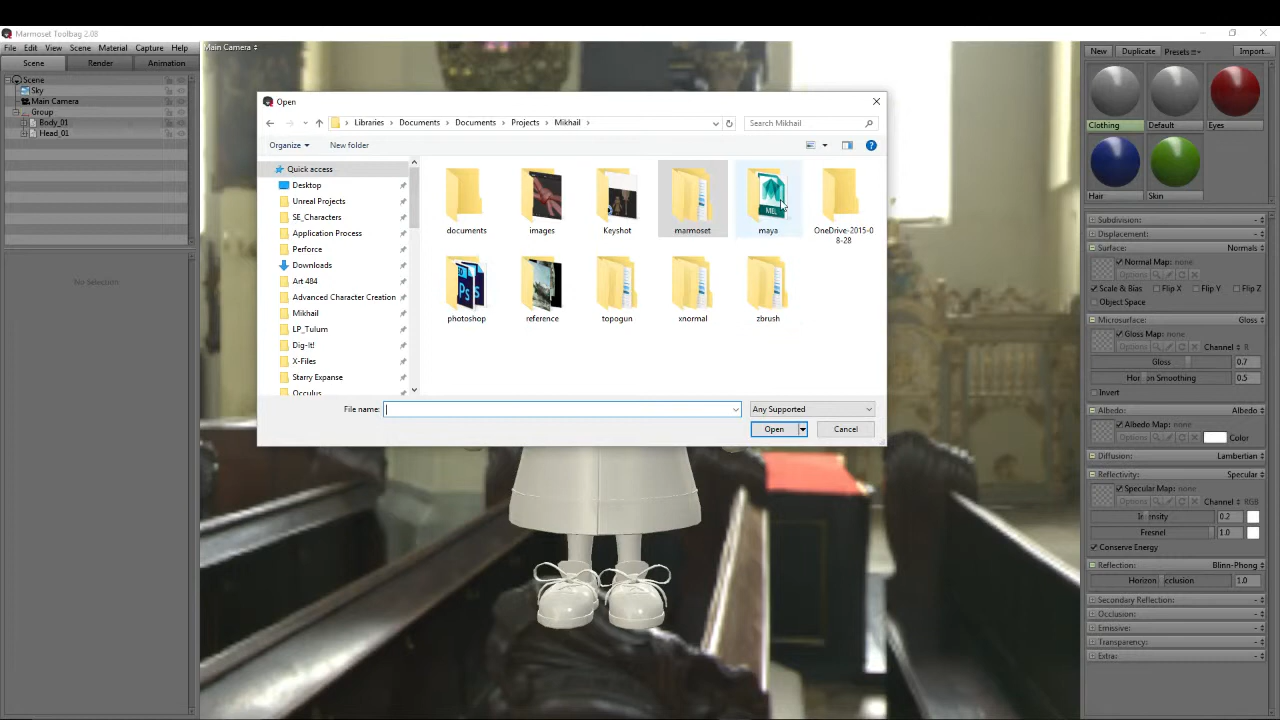 Marmoset Toolbag 2.08
File Edit View Scene Material Capture Help
Scene Render Animation
Scene
Sky
Main Camera
Group
Body_01
Head_01
No Selection
Main Camera
Open
Libraries › Documents › Documents › Projects › Mikhail ›
Search Mikhail
Organize
New folder
Quick access
Desktop
Unreal Projects
SE_Characters
Application Process
Perforce
Downloads
Art 484
Advanced Character Creation
Mikhail
LP_Tulum
Dig-It!
X-Files
Starry Expanse
Occulus
documents
images
Keyshot
marmoset
MEL
maya
OneDrive-2015-0
8-28
Ps
photoshop
reference
topogun
xnormal
zbrush
File name:
Any Supported
Open
Cancel
New Duplicate Presets Import...
Clothing Default Eyes
Hair Skin
Subdivision: -
Displacement: -
Surface: Normals
Normal Map: none
Options
Scale & Bias Flip X Flip Y Flip Z
Object Space
Microsurface: Gloss
Gloss Map: none
Options Channel R
Gloss 0.7
Horizon Smoothing 0.5
Invert
Albedo: Albedo
Albedo Map: none
Options Color
Diffusion: Lambertian
Reflectivity: Specular
Specular Map: none
Options Channel RGB
Intensity 0.2
Fresnel 1.0
Conserve Energy
Reflection: Blinn-Phong
Horizon Occlusion 1.0
Secondary Reflection: -
Occlusion: -
Emissive: -
Transparency: -
Extra: -